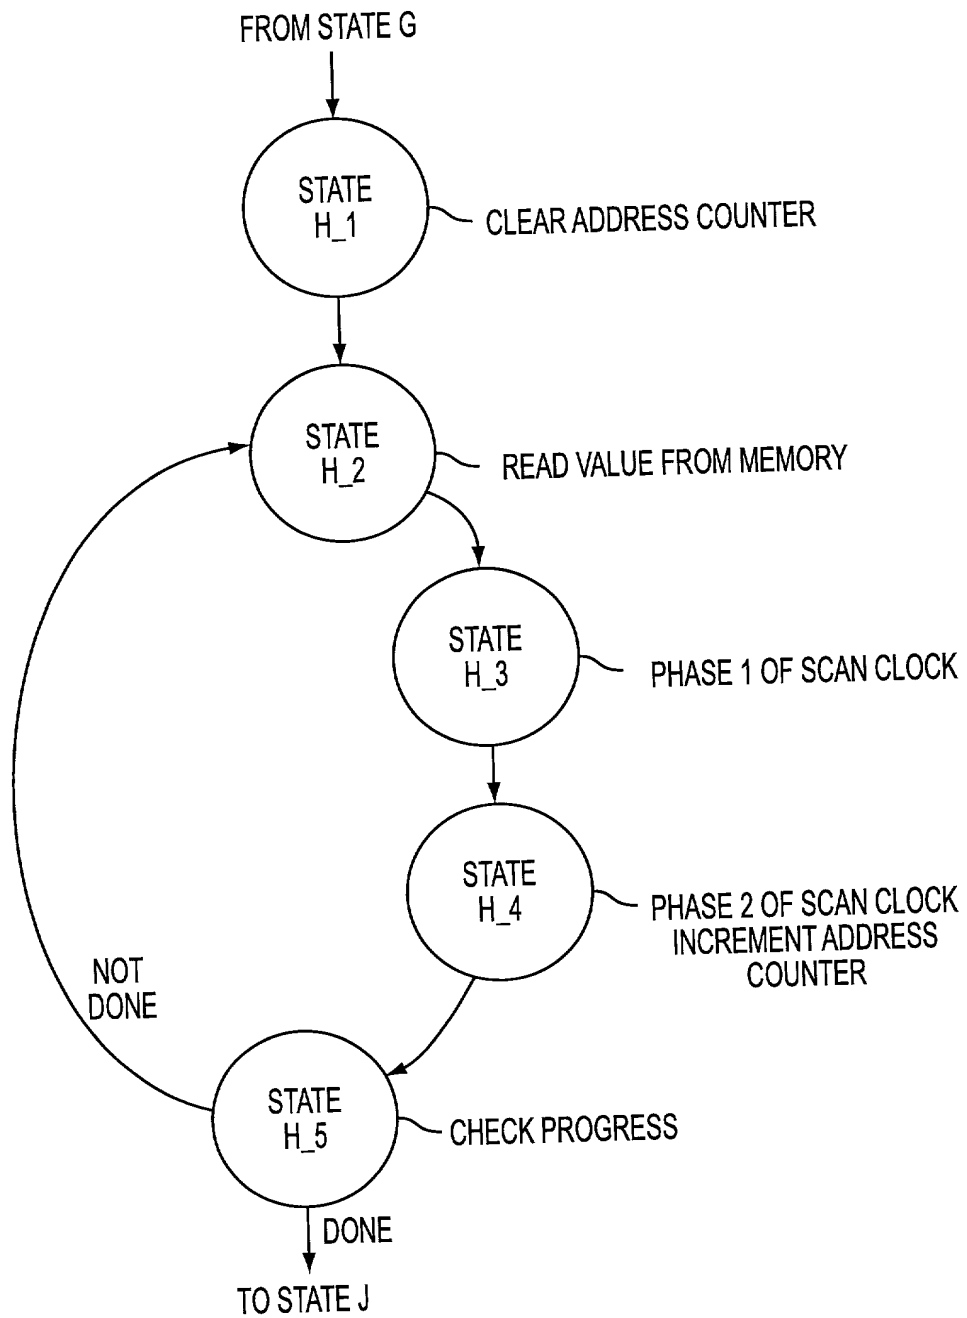 FROM STATE G
STATE
H_1
CLEAR ADDRESS COUNTER
STATE
H_2
READ VALUE FROM MEMORY
STATE
H_3
PHASE 1 OF SCAN CLOCK
STATE
H_4
PHASE 2 OF SCAN CLOCK
INCREMENT ADDRESS
COUNTER
NOT
DONE
STATE
H_5
CHECK PROGRESS
DONE
TO STATE J